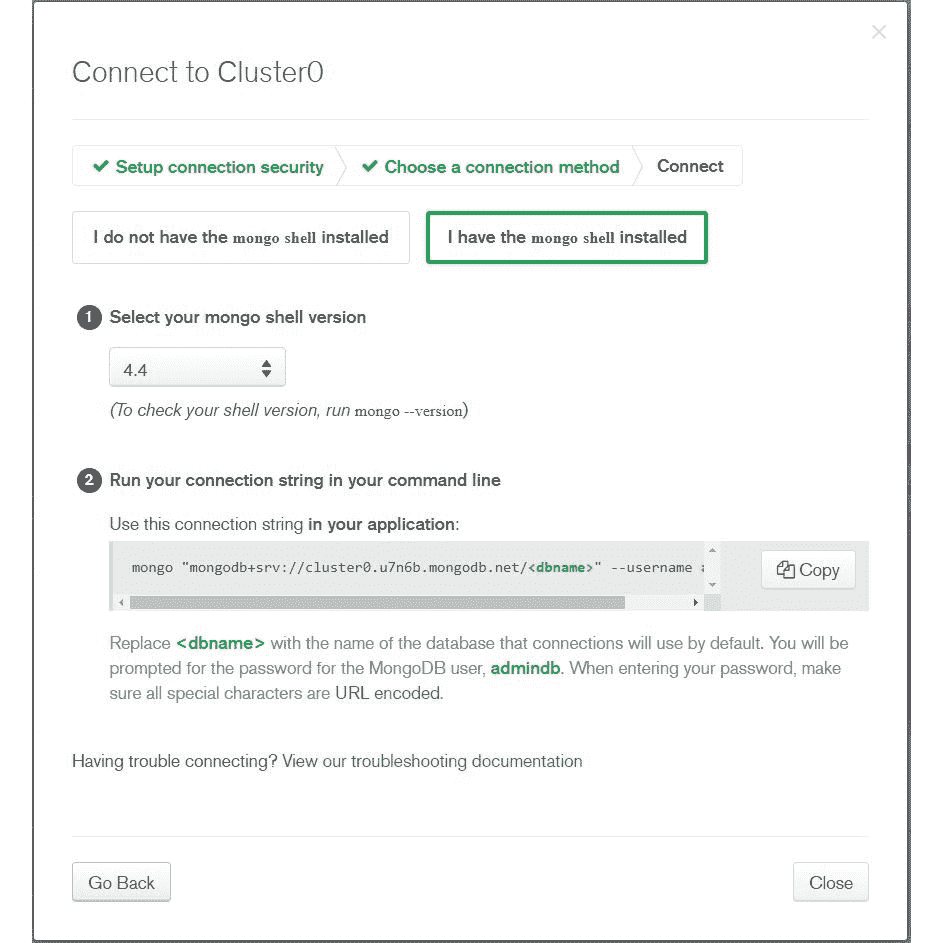 Connect to Cluster0
Setup connection security
Choose a connection method
Connect
I do not have the mongo shell installed
I have the mongo shell installed
1 Select your mongo shell version
4.4
(To check your shell version, run mongo --version)
2 Run your connection string in your command line
Use this connection string in your application:
mongo "mongodb+srv://cluster0.u7n6b.mongodb.net/<dbname>" --username
Copy
Replace <dbname> with the name of the database that connections will use by default. You will be
prompted for the password for the MongoDB user, admindb. When entering your password, make
sure all special characters are URL encoded.
Having trouble connecting? View our troubleshooting documentation
Go Back
Close